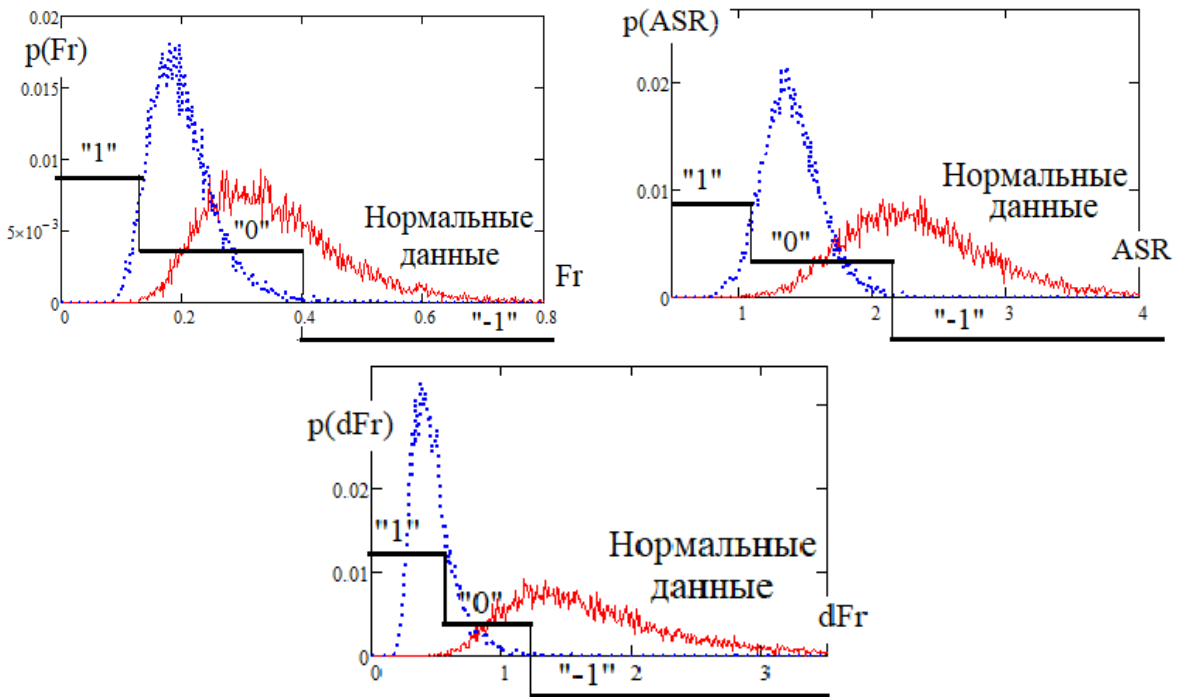 0.02
p(Fr)
0.015
0.01
"1"
5×10⁻³
"0"
Нормальные
данные
Fr
0
0 0.2 0.4 0.6 0.8
"-1"
p(ASR)
0.02
"1"
0.01
Нормальные
данные
"0"
ASR
0
1 2 3 4
"-1"
p(dFr)
0.02
"1"
0.01
Нормальные
данные
"0"
dFr
0
0 1 2 3
"-1"